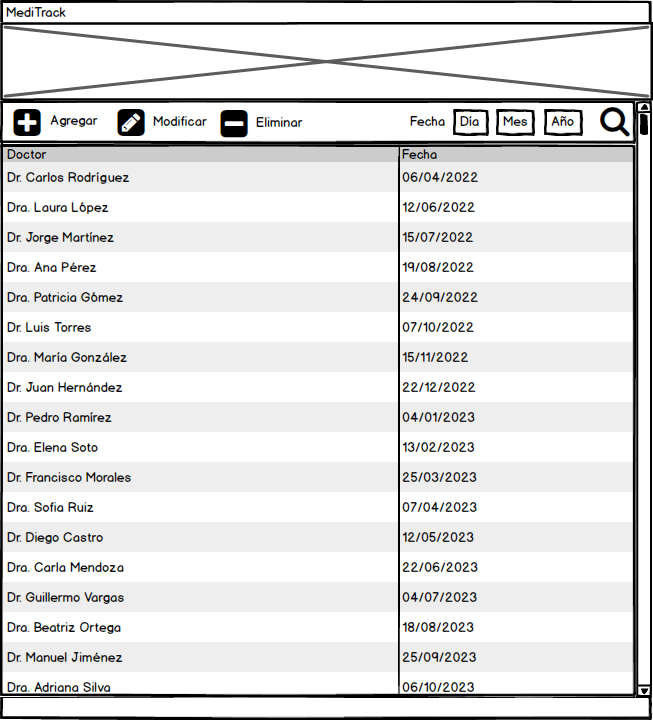 MediTrack
Agregar Modificar Eliminar Fecha Día Mes Año
Doctor Fecha
Dr. Carlos Rodríguez 06/04/2022
Dra. Laura López 12/06/2022
Dr. Jorge Martínez 15/07/2022
Dra. Ana Pérez 19/08/2022
Dra. Patricia Gómez 24/09/2022
Dr. Luis Torres 07/10/2022
Dra. María González 15/11/2022
Dr. Juan Hernández 22/12/2022
Dr. Pedro Ramírez 04/01/2023
Dra. Elena Soto 13/02/2023
Dr. Francisco Morales 25/03/2023
Dra. Sofia Ruiz 07/04/2023
Dr. Diego Castro 12/05/2023
Dra. Carla Mendoza 22/06/2023
Dr. Guillermo Vargas 04/07/2023
Dra. Beatriz Ortega 18/08/2023
Dr. Manuel Jiménez 25/09/2023
Dra. Adriana Silva 06/10/2023